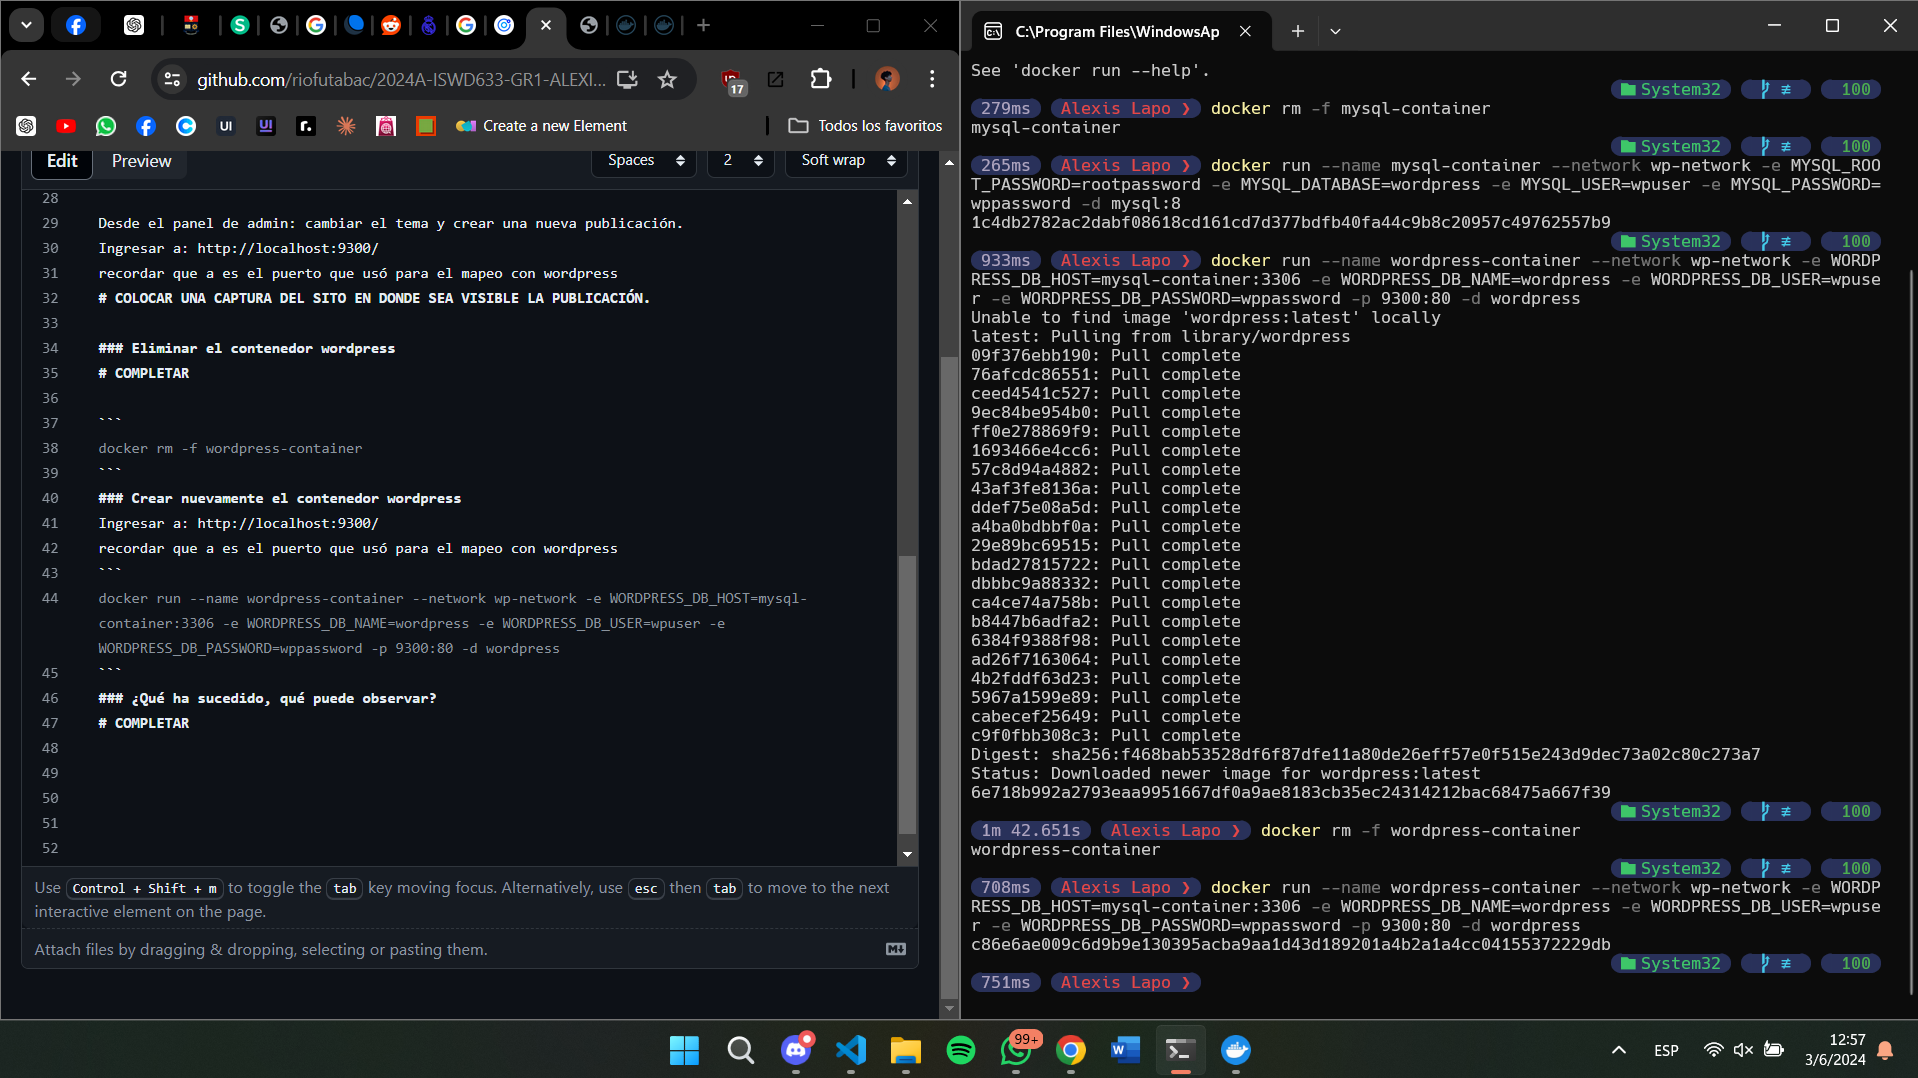 github.com/riofutabac/2024A-ISWD633-GR1-ALEXI...
17
UI
r.
Create a new Element
Todos los favoritos
Edit
Preview
Spaces
2
Soft wrap
28
29 Desde el panel de admin: cambiar el tema y crear una nueva publicación.
30 Ingresar a: http://localhost:9300/
31 recordar que a es el puerto que usó para el mapeo con wordpress
32 # COLOCAR UNA CAPTURA DEL SITO EN DONDE SEA VISIBLE LA PUBLICACIÓN.
33
34 ### Eliminar el contenedor wordpress
35 # COMPLETAR
36
37 ```
38 docker rm -f wordpress-container
39 ```
40 ### Crear nuevamente el contenedor wordpress
41 Ingresar a: http://localhost:9300/
42 recordar que a es el puerto que usó para el mapeo con wordpress
43 ```
44 docker run --name wordpress-container --network wp-network -e WORDPRESS_DB_HOST=mysql-
container:3306 -e WORDPRESS_DB_NAME=wordpress -e WORDPRESS_DB_USER=wpuser -e
WORDPRESS_DB_PASSWORD=wppassword -p 9300:80 -d wordpress
45 ```
46 ### ¿Qué ha sucedido, qué puede observar?
47 # COMPLETAR
48
49
50
51
52
Use Control + Shift + m to toggle the tab key moving focus. Alternatively, use esc then tab to move to the next
interactive element on the page.
Attach files by dragging & dropping, selecting or pasting them.
C:\Program Files\WindowsAp
See 'docker run --help'.
System32 100
279ms Alexis Lapo ❯ docker rm -f mysql-container
mysql-container
System32 100
265ms Alexis Lapo ❯ docker run --name mysql-container --network wp-network -e MYSQL_ROO
T_PASSWORD=rootpassword -e MYSQL_DATABASE=wordpress -e MYSQL_USER=wpuser -e MYSQL_PASSWORD=
wppassword -d mysql:8
1c4db2782ac2dabf08618cd161cd7d377bdfb40fa44c9b8c20957c49762557b9
System32 100
933ms Alexis Lapo ❯ docker run --name wordpress-container --network wp-network -e WORDP
RESS_DB_HOST=mysql-container:3306 -e WORDPRESS_DB_NAME=wordpress -e WORDPRESS_DB_USER=wpuse
r -e WORDPRESS_DB_PASSWORD=wppassword -p 9300:80 -d wordpress
Unable to find image 'wordpress:latest' locally
latest: Pulling from library/wordpress
09f376ebb190: Pull complete
76afcdc86551: Pull complete
ceed4541c527: Pull complete
9ec84be954b0: Pull complete
ff0e278869f9: Pull complete
1693466e4cc6: Pull complete
57c8d94a4882: Pull complete
43af3fe8136a: Pull complete
ddef75e08a5d: Pull complete
a4ba0bdbbf0a: Pull complete
29e89bc69515: Pull complete
bdad27815722: Pull complete
dbbbc9a88332: Pull complete
ca4ce74a758b: Pull complete
b8447b6adfa2: Pull complete
6384f9388f98: Pull complete
ad26f7163064: Pull complete
4b2fddf63d23: Pull complete
5967a1599e89: Pull complete
cabecef25649: Pull complete
c9f0fbb308c3: Pull complete
Digest: sha256:f468bab53528df6f87dfe11a80de26eff57e0f515e243d9dec73a02c80c273a7
Status: Downloaded newer image for wordpress:latest
6e718b992a2793eaa9951667df0a9ae8183cb35ec24314212bac68475a667f39
System32 100
1m 42.651s Alexis Lapo ❯ docker rm -f wordpress-container
wordpress-container
System32 100
708ms Alexis Lapo ❯ docker run --name wordpress-container --network wp-network -e WORDP
RESS_DB_HOST=mysql-container:3306 -e WORDPRESS_DB_NAME=wordpress -e WORDPRESS_DB_USER=wpuse
r -e WORDPRESS_DB_PASSWORD=wppassword -p 9300:80 -d wordpress
c86e6ae009c6d9b9e130395acba9aa1d43d189201a4b2a1a4cc04155372229db
System32 100
751ms Alexis Lapo ❯
99+
ESP
12:57
3/6/2024